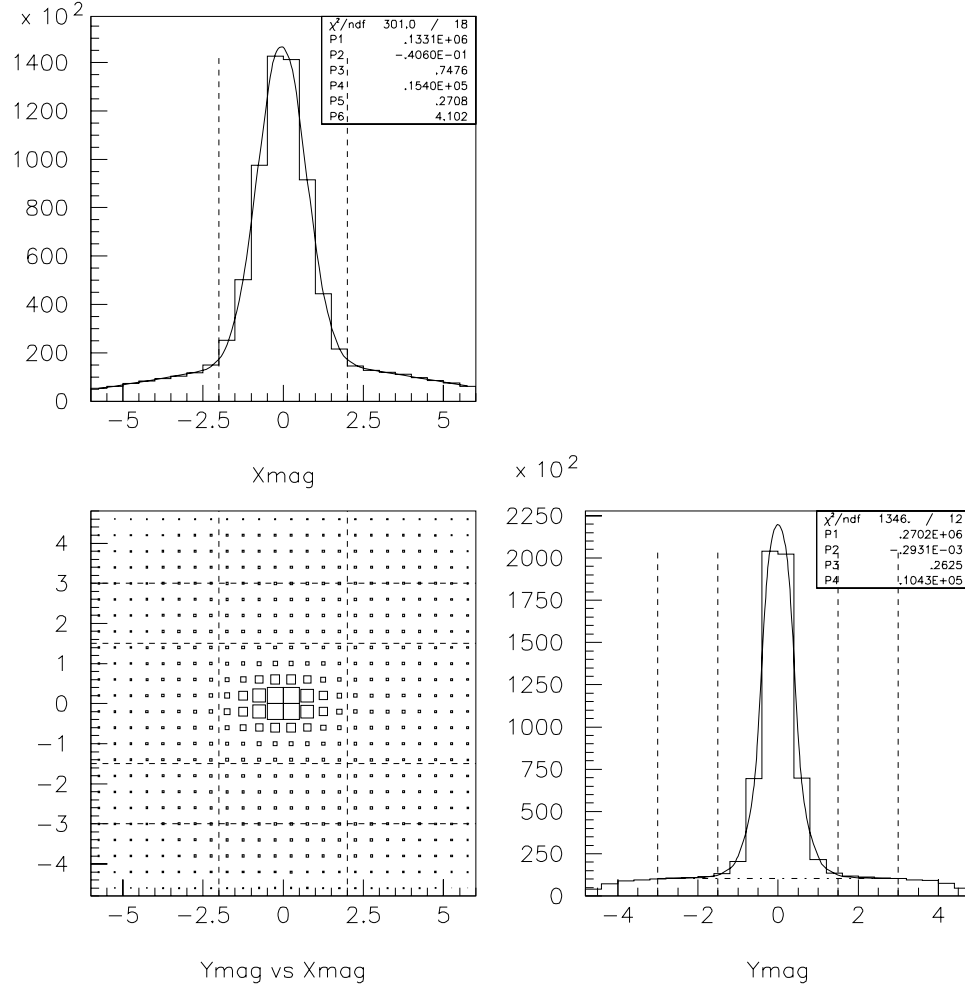 × 10²
χ²/ndf 301.0 / 18
P1 .1331E+06
P2 -.4060E-01
P3 .7476
P4 .1540E+05
P5 .2708
P6 4.102
1400
1200
1000
800
600
400
200
0
−5 −2.5 0 2.5 5
Xmag
4
3
2
1
0
−1
−2
−3
−4
−5 −2.5 0 2.5 5
Ymag vs Xmag
× 10²
χ²/ndf 1346. / 12
P1 .2702E+06
P2 -.2931E-03
P3 .2625
P4 .1043E+05
2250
2000
1750
1500
1250
1000
750
500
250
0
−4 −2 0 2 4
Ymag